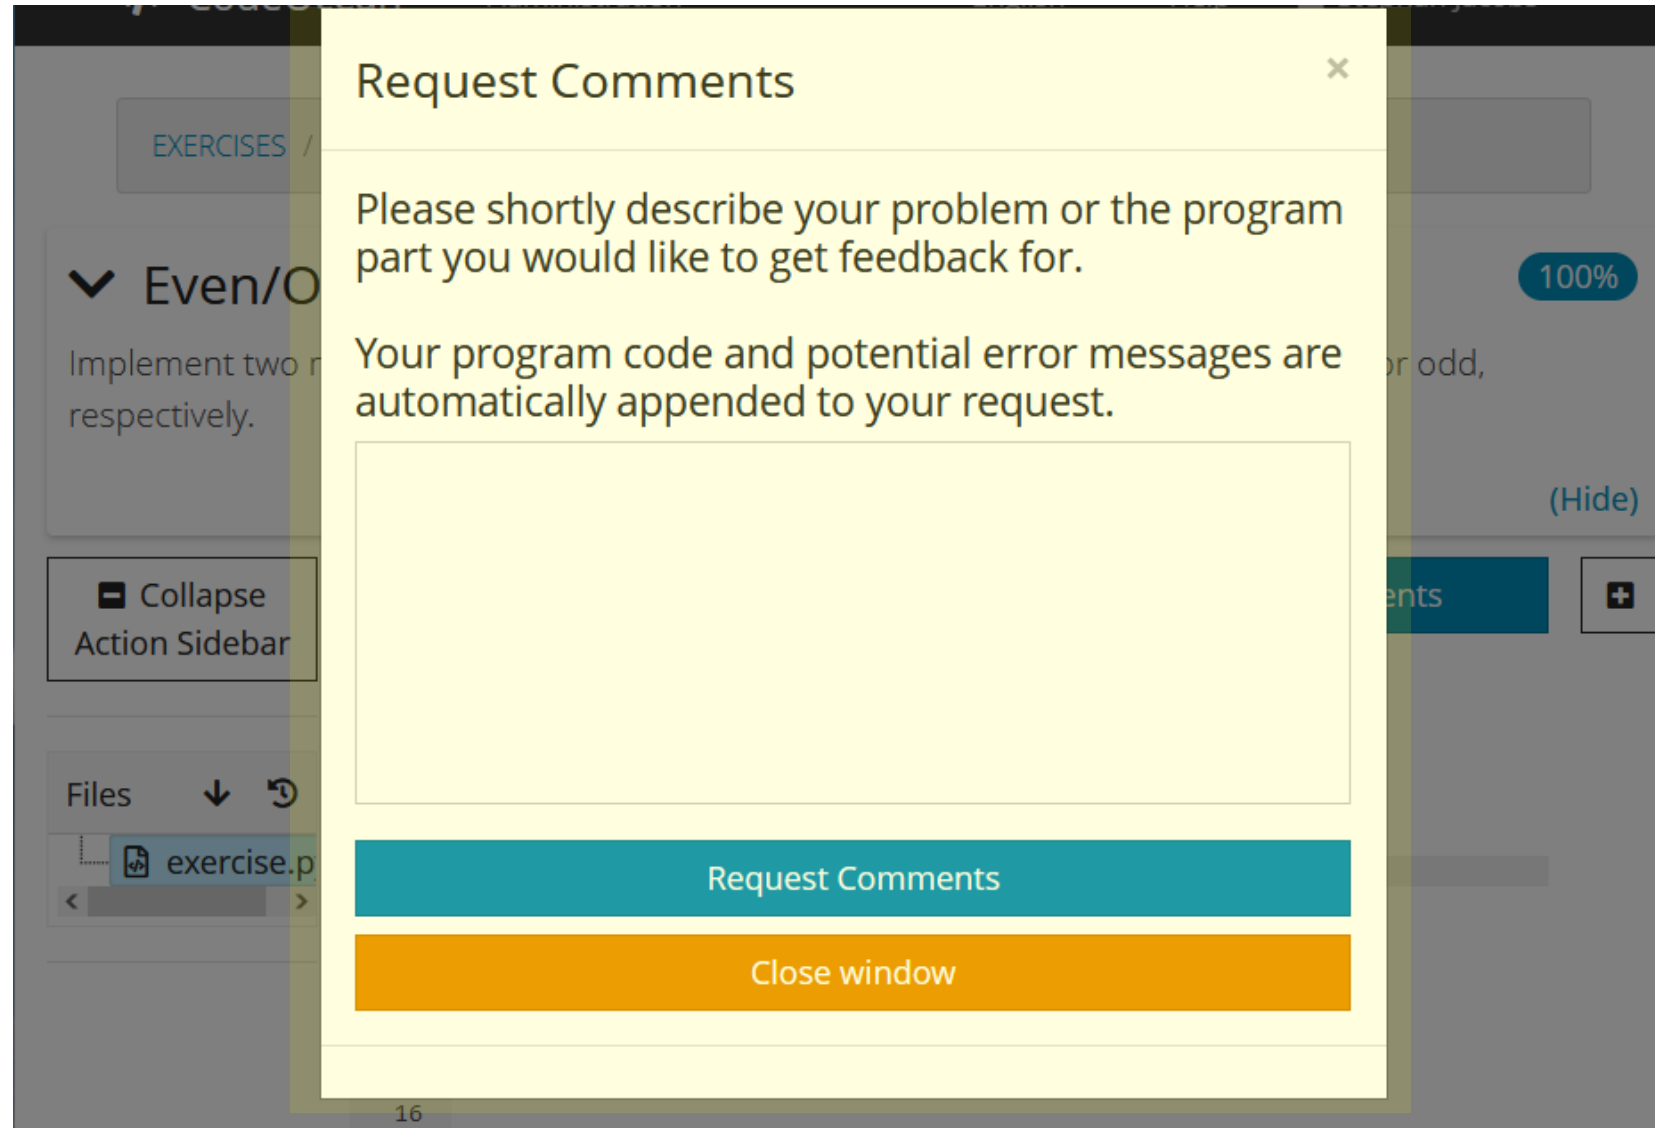 Request Comments
×
EXERCISES /
Please shortly describe your problem or the program
part you would like to get feedback for.
Even/O
100%
Your program code and potential error messages are
automatically appended to your request.
Implement two
or odd,
respectively.
(Hide)
Collapse
Action Sidebar
ents
Files
exercise.p
Request Comments
Close window
16